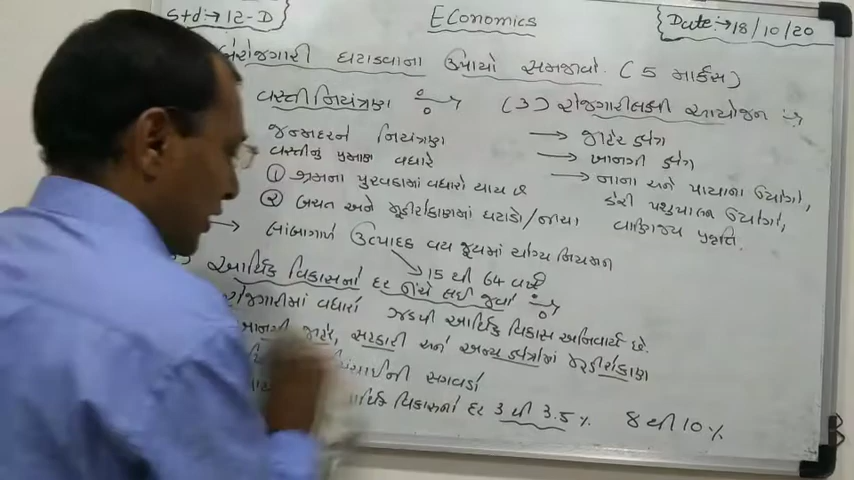 Std:→ 12-D
Economics
Date:→ 18/10/20
બેરોજગારી ઘટાડવાના ઉપાયો સમજાવો. (5 માર્કસ)
વસ્તી નિયંત્રણ
જન્મદરને નિયંત્રણ
વસ્તીનું પ્રમાણ વધારે
① શ્રમના પુરવઠામાં વધારો થાય છે
② બચત અને મૂડીરોકાણમાં ઘટાડો/નીચા
→ લાંબાગાળે ઉત્પાદક વય જૂથમાં યોગ્ય નિયમન
15 થી 64 વર્ષ
આર્થિક વિકાસનો દર ઊંચો લઈ જવો
રોજગારીમાં વધારો ઝડપી આર્થિક વિકાસ અનિવાર્ય છે.
ખાનગી, જાહેર, સરકારી અને અન્ય ક્ષેત્રોમાં મૂડીરોકાણ
સિંચાઈની સગવડો
આર્થિક વિકાસનો દર 3 થી 3.5% 8 થી 10%
(3) રોજગારીલક્ષી આયોજન :→
→ જાહેર ક્ષેત્ર
→ ખાનગી ક્ષેત્ર
→ નાના અને પાયાના ઉદ્યોગો,
ડેરી પશુપાલન ઉદ્યોગો,
વાણિજ્ય પ્રવૃત્તિ.